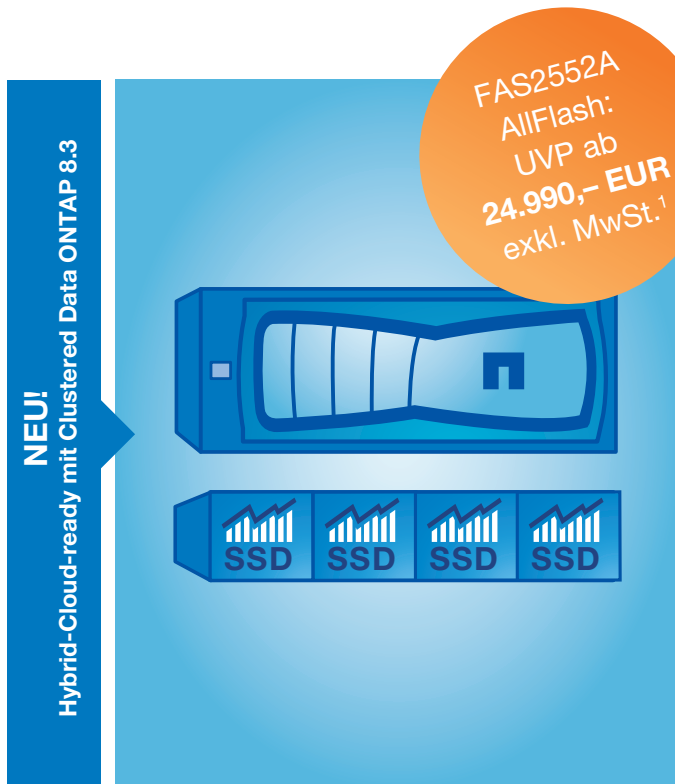 NEU!
Hybrid-Cloud-ready mit Clustered Data ONTAP 8.3
FAS2552A
AllFlash:
UVP ab
24.990,– EUR
exkl. MwSt.¹
SSD
SSD
SSD
SSD